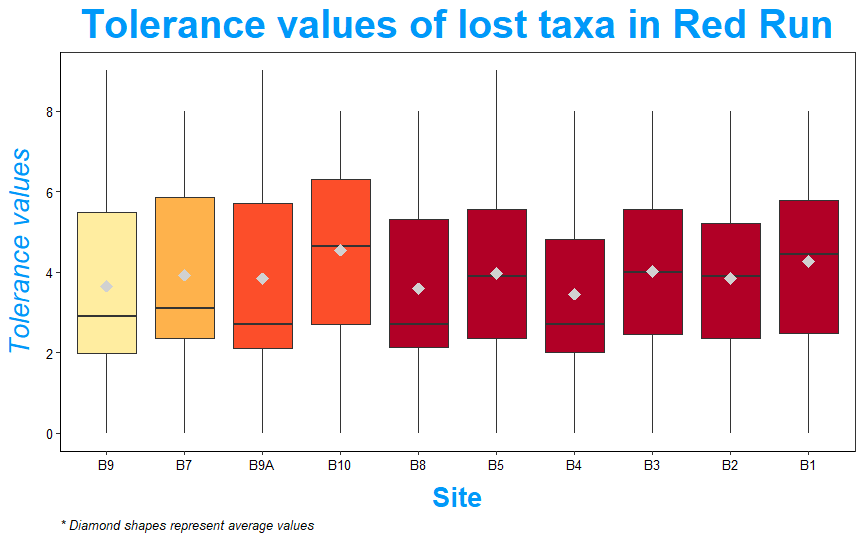 Tolerance values of lost taxa in Red Run
Tolerance values
8
6
4
2
0
B9 B7 B9A B10 B8 B5 B4 B3 B2 B1
Site
* Diamond shapes represent average values